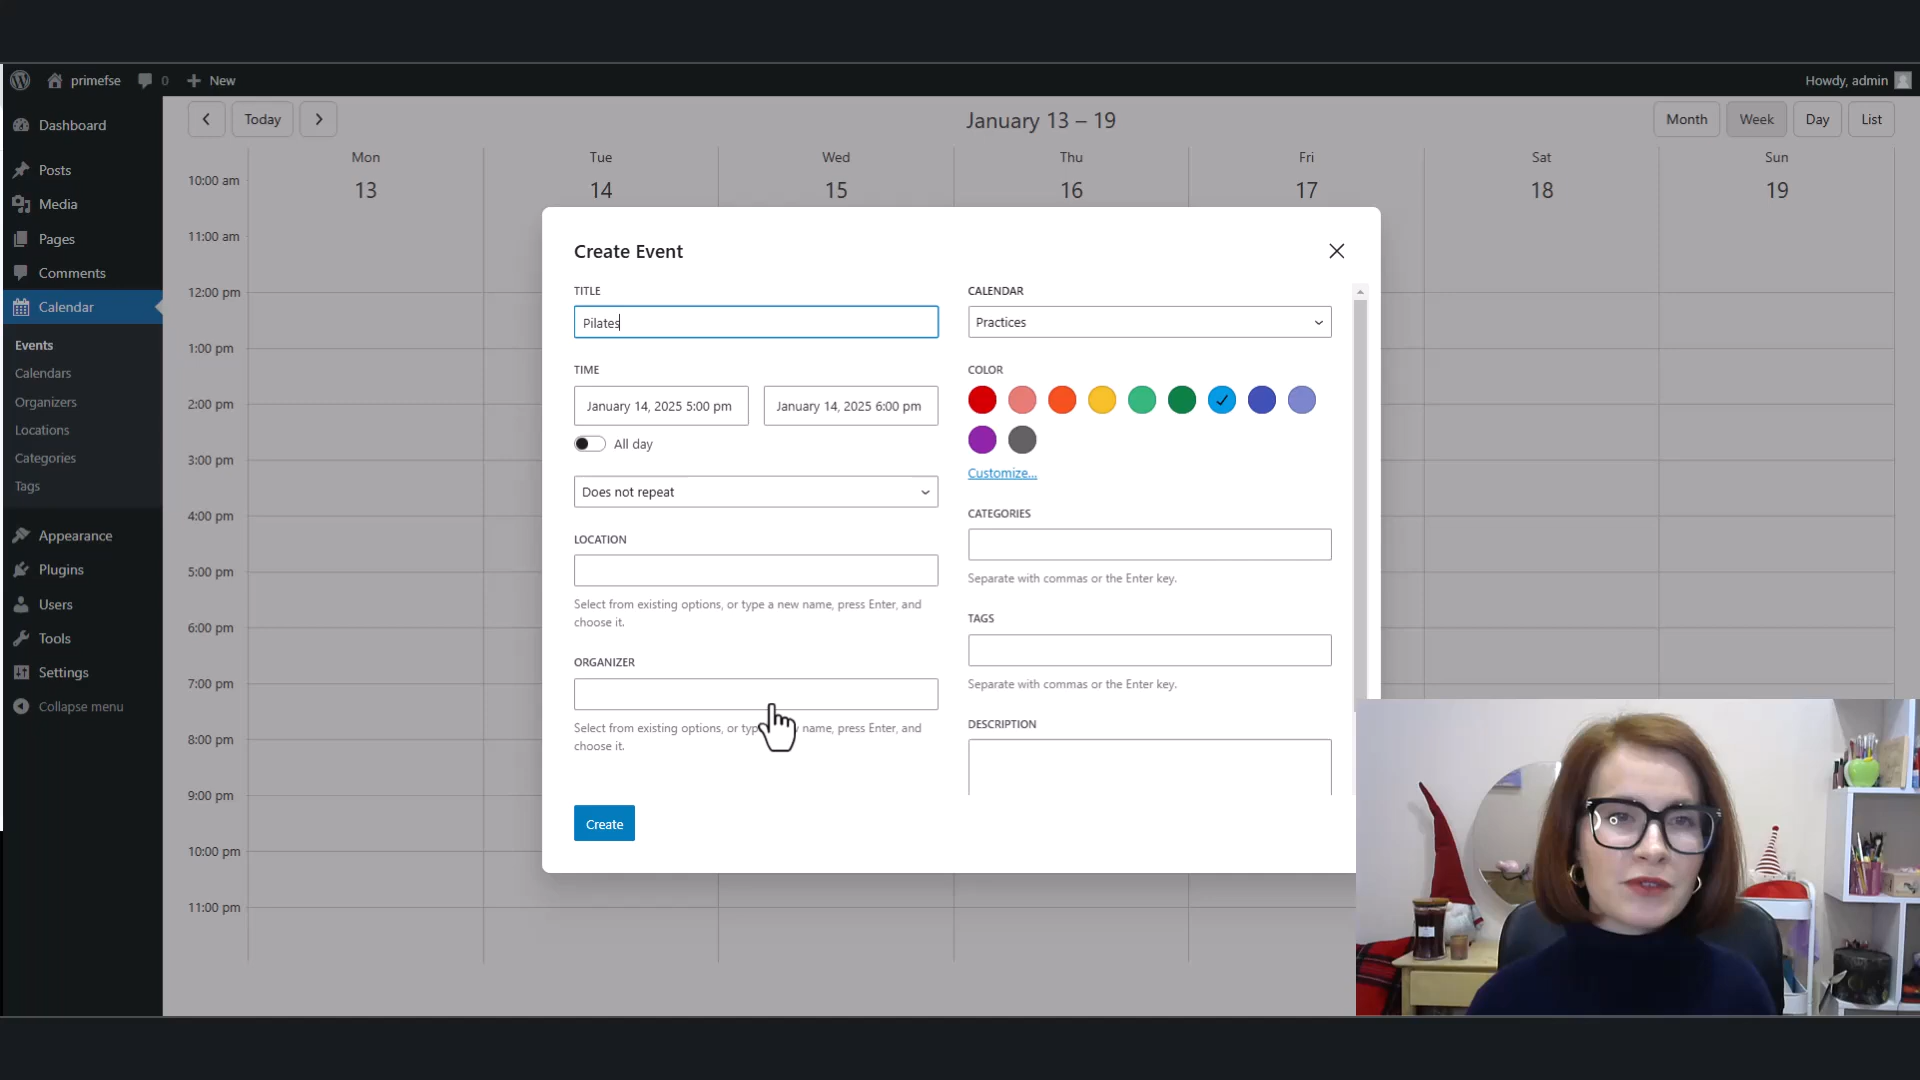 primefse
0
New
Howdy, admin
Dashboard
Posts
Media
Pages
Comments
Calendar
Events
Calendars
Organizers
Locations
Categories
Tags
Appearance
Plugins
Users
Tools
Settings
Collapse menu
Today
January 13 – 19
Month
Week
Day
List
Mon
Tue
Wed
Thu
Fri
Sat
Sun
13
14
15
16
17
18
19
10:00 am
11:00 am
12:00 pm
1:00 pm
2:00 pm
3:00 pm
4:00 pm
5:00 pm
6:00 pm
7:00 pm
8:00 pm
9:00 pm
10:00 pm
11:00 pm
Create Event
TITLE
Pilates
TIME
January 14, 2025 5:00 pm
January 14, 2025 6:00 pm
All day
Does not repeat
LOCATION
Select from existing options, or type a new name, press Enter, and
choose it.
ORGANIZER
Select from existing options, or typ name, press Enter, and
choose it.
Create
CALENDAR
Practices
COLOR
Customize...
CATEGORIES
Separate with commas or the Enter key.
TAGS
Separate with commas or the Enter key.
DESCRIPTION